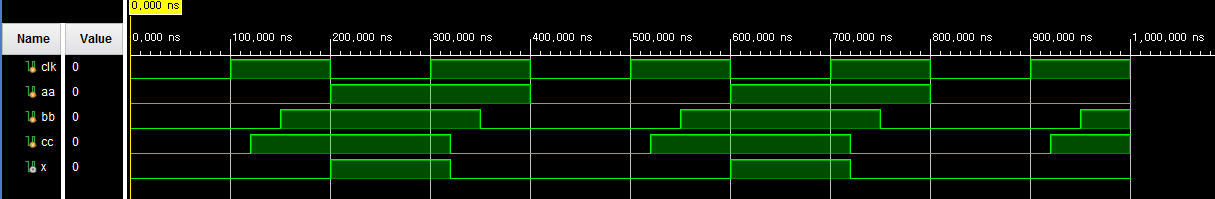 0,000 ns
Name Value 0,000 ns 100,000 ns 200,000 ns 300,000 ns 400,000 ns 500,000 ns 600,000 ns 700,000 ns 800,000 ns 900,000 ns 1,000,000 ns
clk 0
aa 0
bb 0
cc 0
x 0